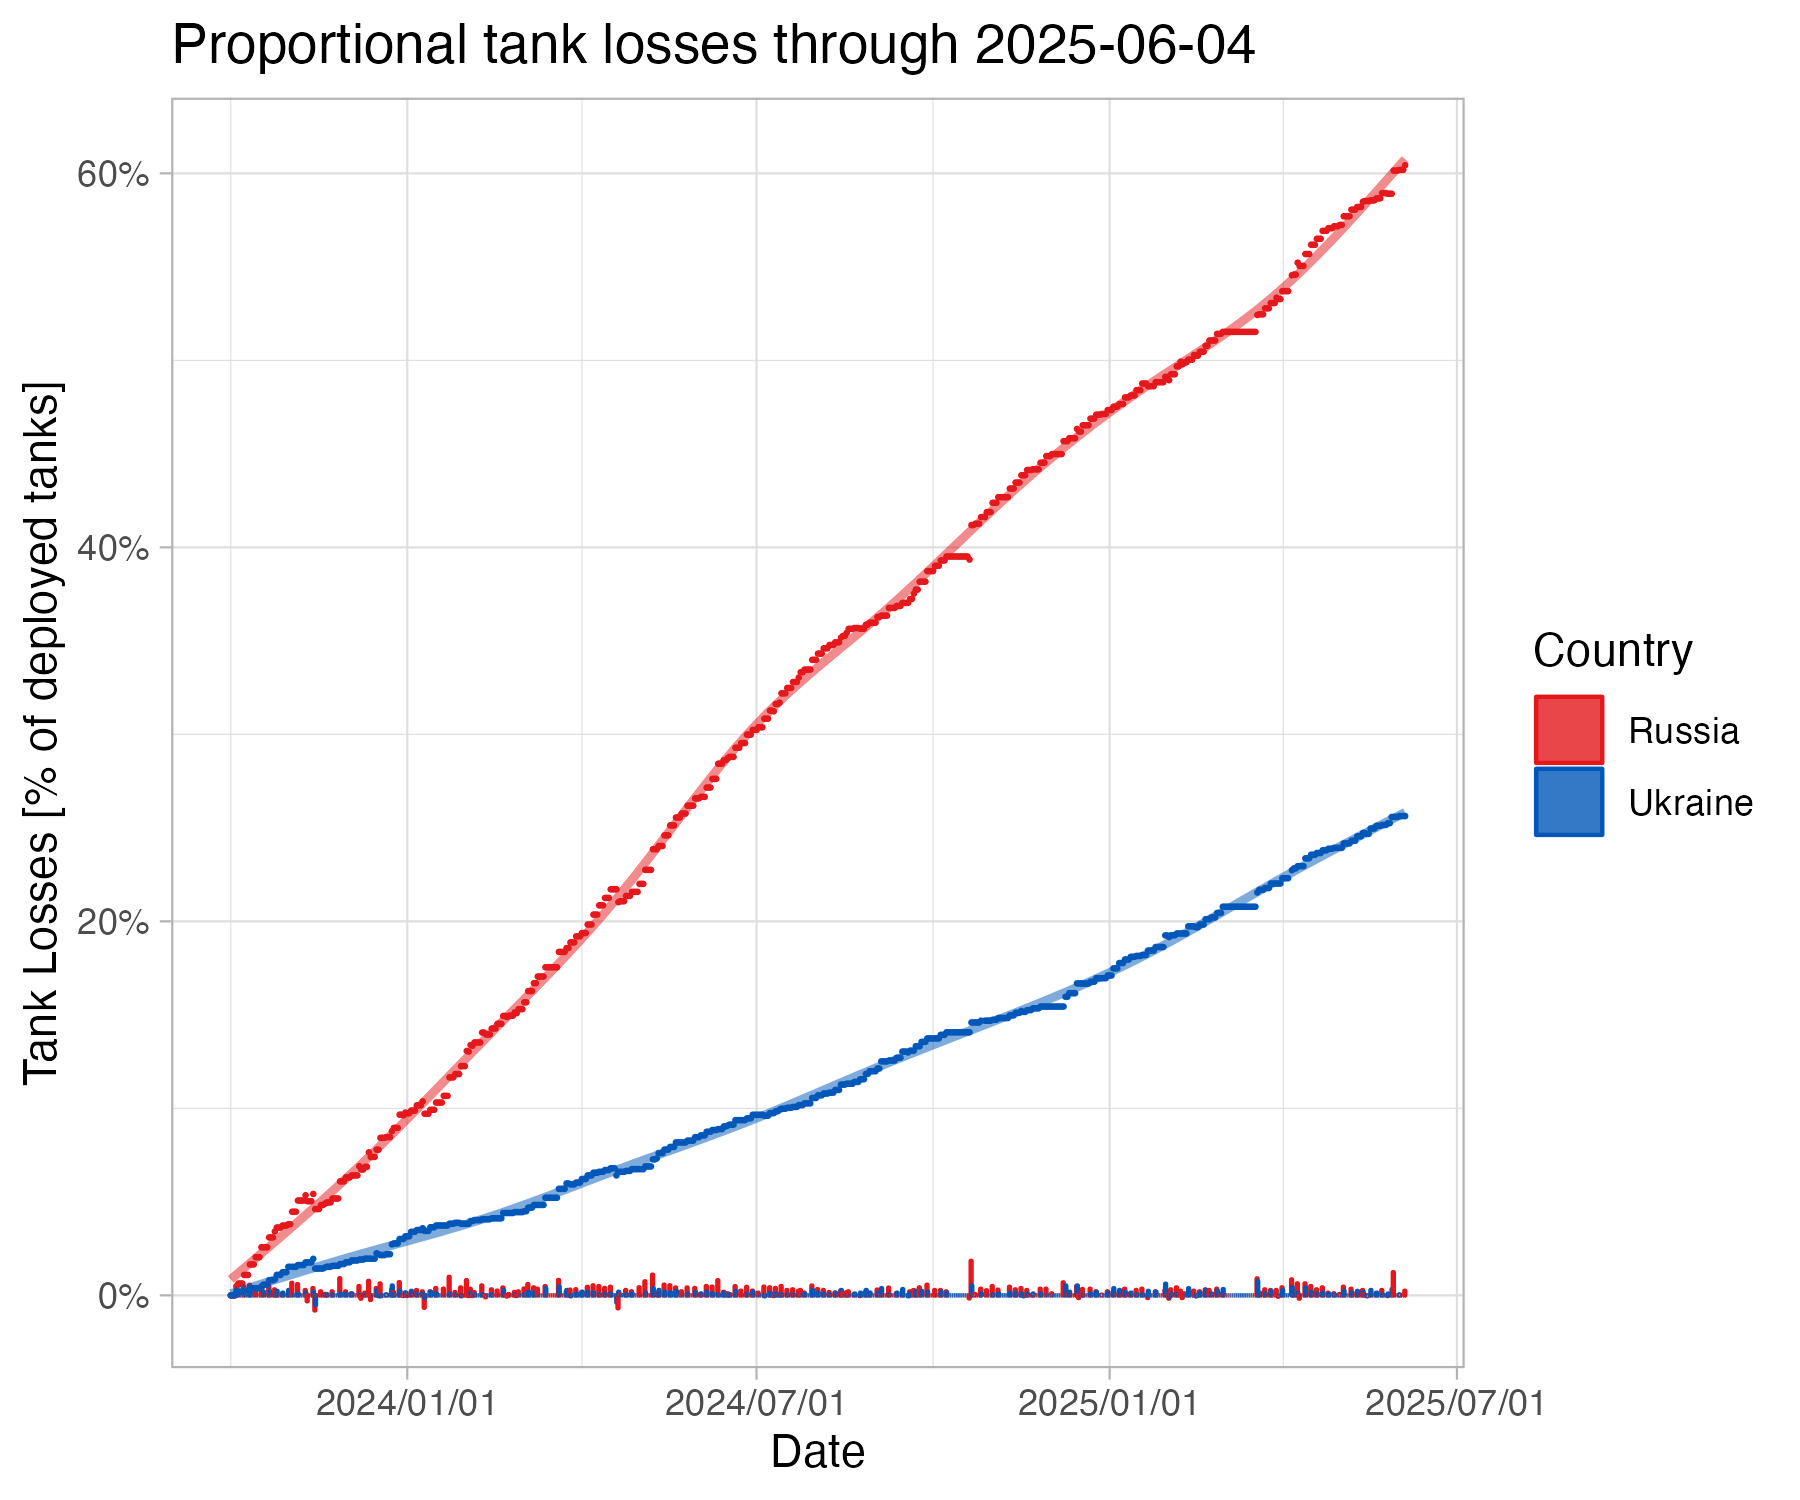 Proportional tank losses through 2025-06-04
Tank Losses [% of deployed tanks]
60%
40%
20%
0%
2024/01/01
2024/07/01
2025/01/01
2025/07/01
Date
Country
Russia
Ukraine